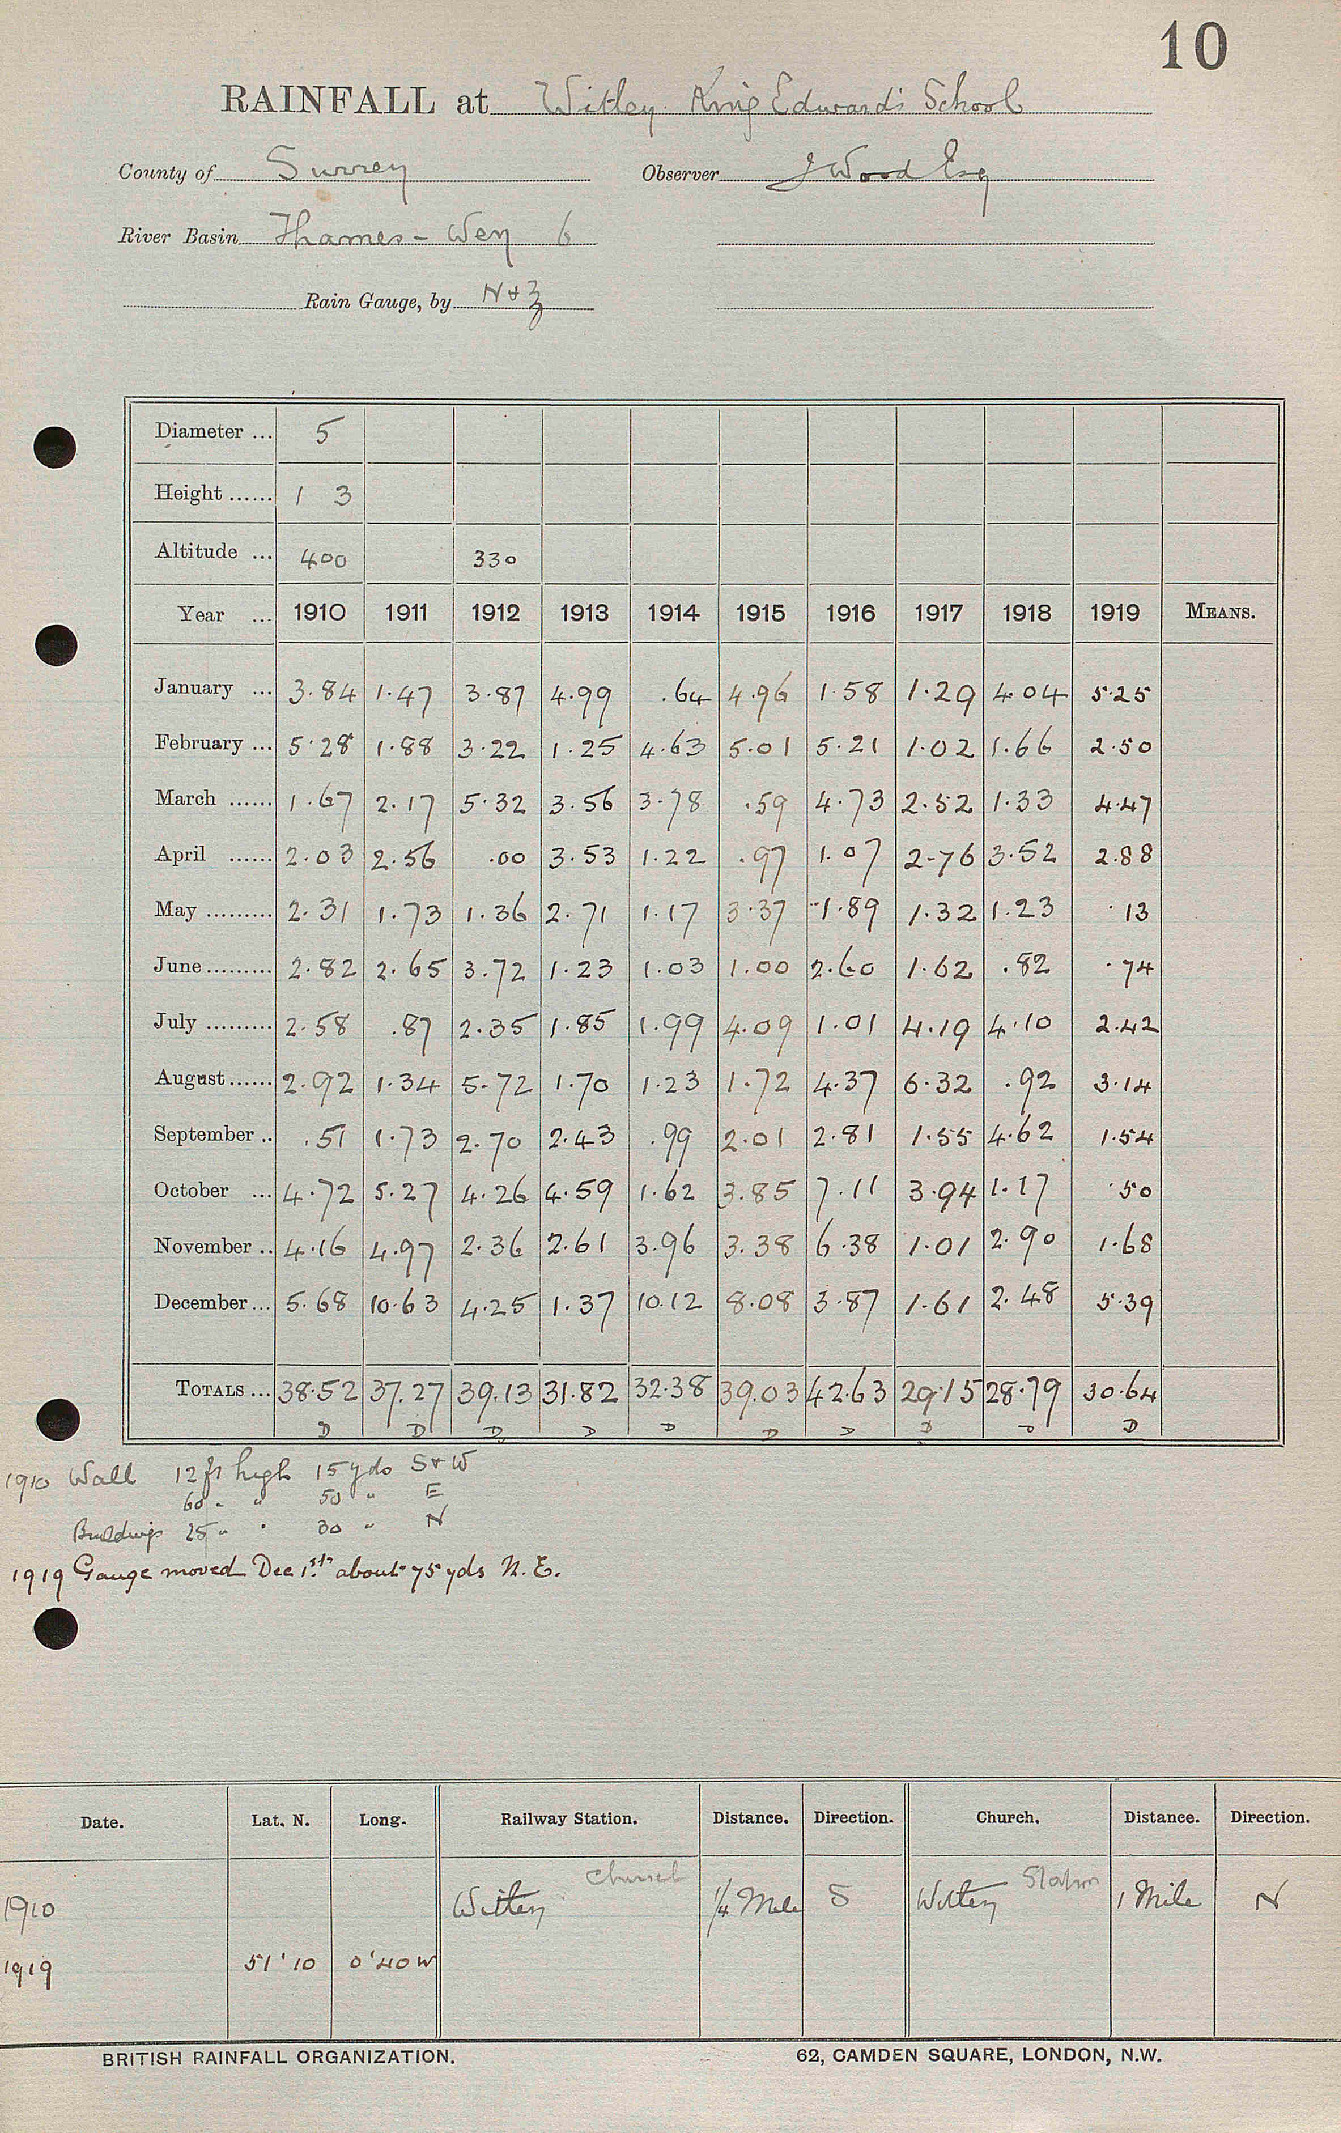 10
RAINFALL at Witley King Edward's School
County of Surrey Observer J Wood Esq
River Basin Thames - Wey 6
Rain Gauge, by N & Z
Diameter ... 5
Height ...... 1 3
Altitude ... 400 330
Year ... 1910 1911 1912 1913 1914 1915 1916 1917 1918 1919 MEANS.
January ... 3.84 1.47 3.87 4.99 .64 4.96 1.58 1.29 4.04 5.25
February ... 5.28 1.88 3.22 1.25 4.63 5.01 5.21 1.02 1.66 2.50
March ...... 1.67 2.17 5.32 3.56 3.78 .59 4.73 2.52 1.33 4.47
April ...... 2.03 2.56 .00 3.53 1.22 .97 1.07 2.76 3.52 2.88
May ......... 2.31 1.73 1.36 2.71 1.17 3.37 1.89 1.32 1.23 .13
June ......... 2.82 2.65 3.72 1.23 1.03 1.00 2.60 1.62 .82 .74
July ......... 2.58 .87 2.35 1.85 1.99 4.09 1.01 4.19 4.10 2.42
August ...... 2.92 1.34 5.72 1.70 1.23 1.72 4.37 6.32 .92 3.14
September .. .51 1.73 2.70 2.43 .99 2.01 2.81 1.55 4.62 1.54
October ... 4.72 5.27 4.26 4.59 1.62 3.85 7.11 3.94 1.17 .50
November .. 4.16 4.97 2.36 2.61 3.96 3.38 6.38 1.01 2.90 1.68
December ... 5.68 10.63 4.25 1.37 10.12 8.08 3.87 1.61 2.48 5.39
TOTALS ... 38.52 37.27 39.13 31.82 32.38 39.03 42.63 29.15 28.79 30.64
D D D D D D D D D D
1910 Wall 12 ft high 15 yds S & W
60 " " 50 " E
Buildings 25 " " 30 " N
1919 Gauge moved Dec 1st. about 75 yds N. E.
Date. Lat. N. Long. Railway Station. Distance. Direction. Church. Distance. Direction.
church Station
1910 Witley 1/4 Mile S Witley 1 Mile N
1919 51° 10 0° 40 W
BRITISH RAINFALL ORGANIZATION. 62, CAMDEN SQUARE, LONDON, N.W.